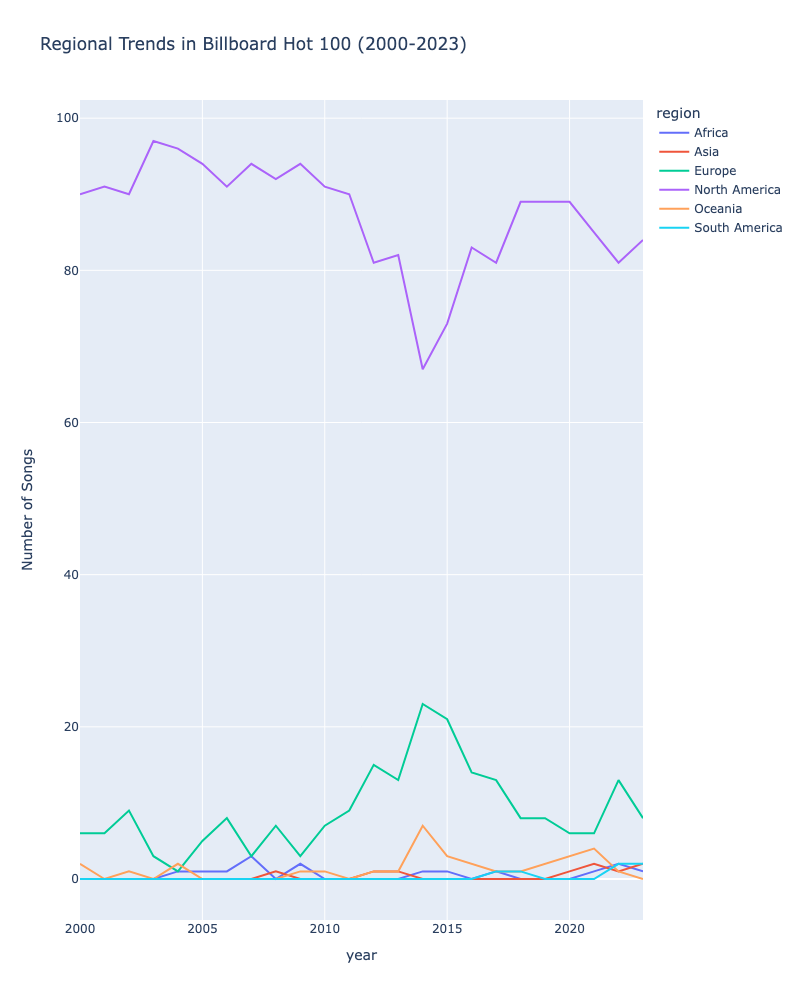 Regional Trends in Billboard Hot 100 (2000-2023)
region
Africa
Asia
Europe
North America
Oceania
South America
Number of Songs
100
80
60
40
20
0
2000 2005 2010 2015 2020
year